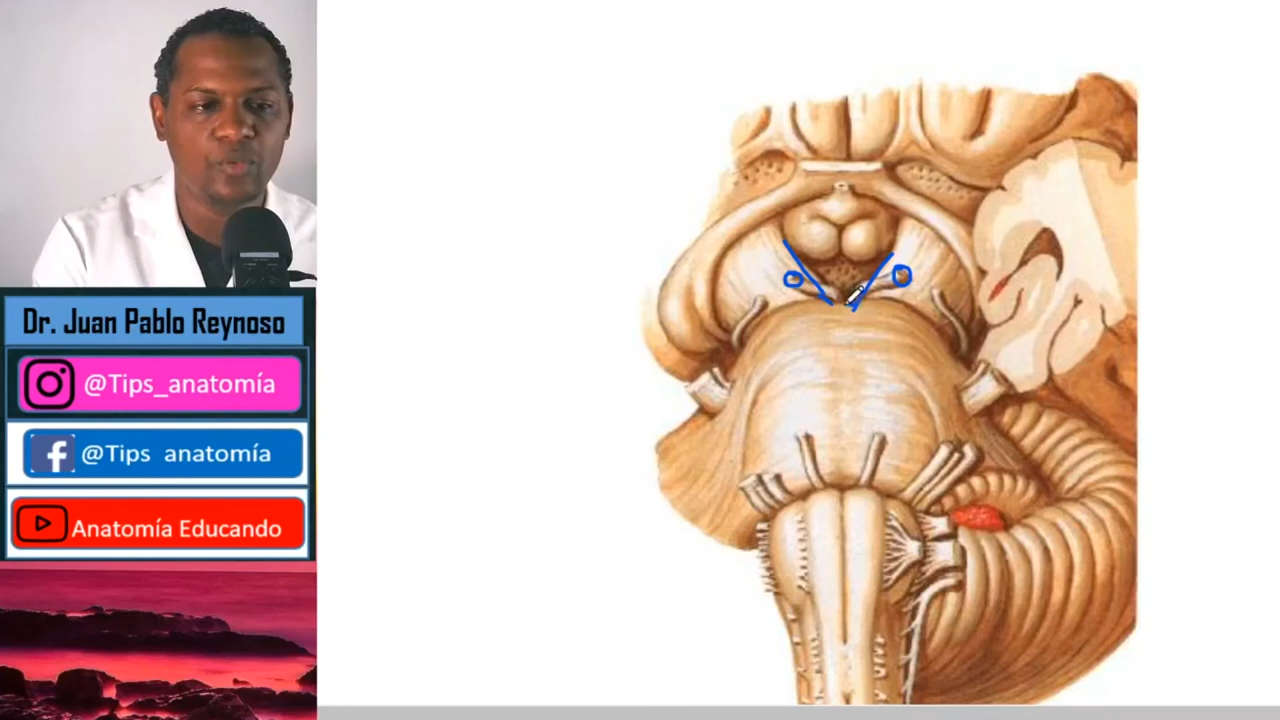 Dr. Juan Pablo Reynoso
@Tips_anatomía
@Tips anatomía
Anatomía Educando